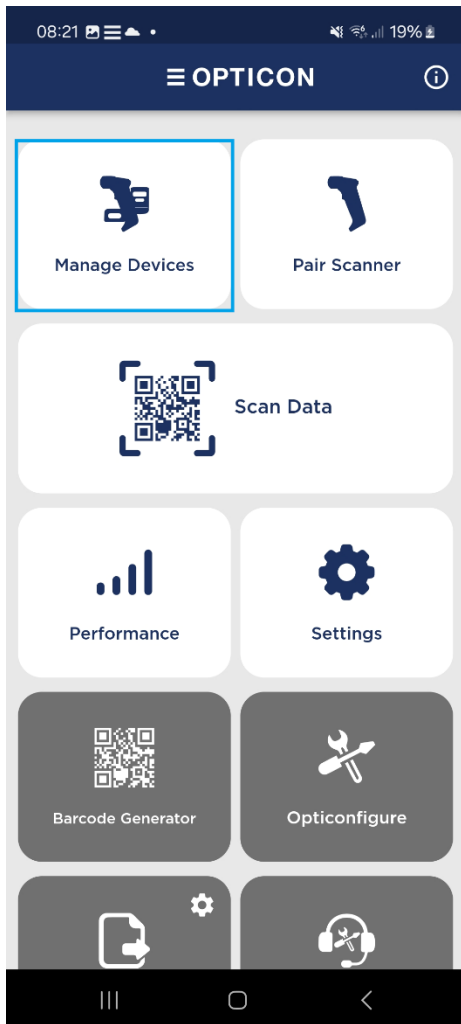 08:21 19%
OPTICON
Manage Devices Pair Scanner
Scan Data
Performance Settings
Barcode Generator Opticonfigure